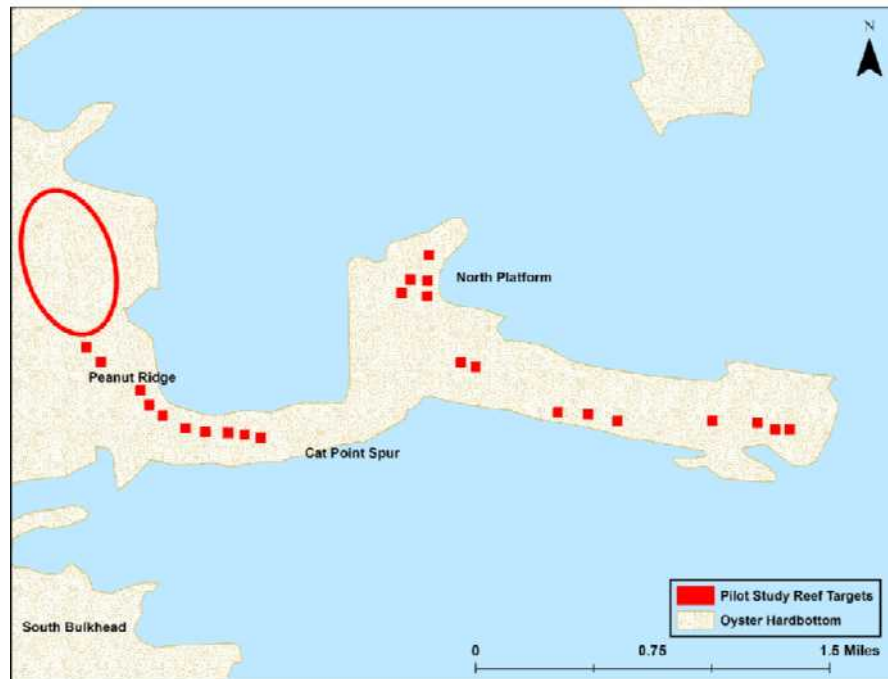 N
North Platform
Peanut Ridge
Cat Point Spur
Pilot Study Reef Targets
Oyster Hardbottom
South Bulkhead
0 0.75 1.5 Miles